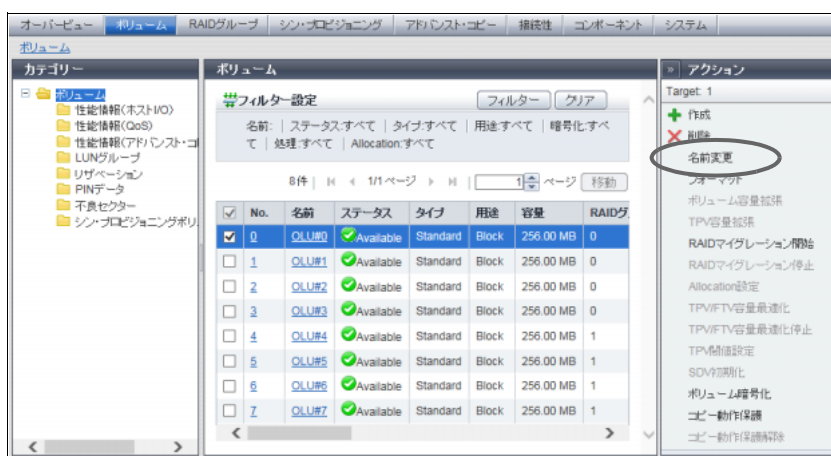 オーバービュー ボリューム RAIDグループ シン・プロビジョニング アドバンスト・コピー 接続性 コンポーネント システム
ボリューム
カテゴリー
ボリューム
性能情報(ホストI/O)
性能情報(QoS)
性能情報(アドバンスト・コ
LUNグループ
リザベーション
PINデータ
不良セクター
シン・プロビジョニングボリ
ボリューム
フィルター設定 フィルター クリア
名前: | ステータス:すべて | タイプ:すべて | 用途:すべて | 暗号化:すべ
て | 処理:すべて | Allocation:すべて
8件 | 1/1 ページ | 1 ページ 移動
No. 名前 ステータス タイプ 用途 容量 RAIDグ
0 OLU#0 Available Standard Block 256.00 MB 0
1 OLU#1 Available Standard Block 256.00 MB 0
2 OLU#2 Available Standard Block 256.00 MB 0
3 OLU#3 Available Standard Block 256.00 MB 0
4 OLU#4 Available Standard Block 256.00 MB 1
5 OLU#5 Available Standard Block 256.00 MB 1
6 OLU#6 Available Standard Block 256.00 MB 1
7 OLU#7 Available Standard Block 256.00 MB 1
» アクション
Target: 1
作成
削除
名前変更
フォーマット
ボリューム容量拡張
TPV容量拡張
RAIDマイグレーション開始
RAIDマイグレーション停止
Allocation設定
TPV/FTV容量最適化
TPV/FTV容量最適化停止
TPV閾値設定
SDV初期化
ボリューム暗号化
コピー動作保護
コピー動作保護解除